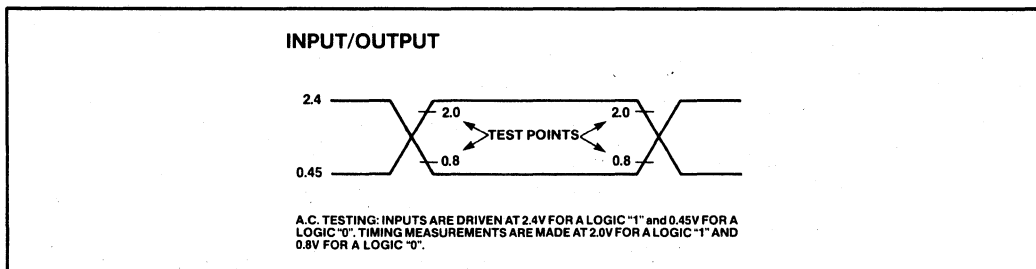 INPUT/OUTPUT
2.4
2.0
2.0
TEST POINTS
0.8
0.8
0.45
A.C. TESTING: INPUTS ARE DRIVEN AT 2.4V FOR A LOGIC "1" and 0.45V FOR A
LOGIC "0". TIMING MEASUREMENTS ARE MADE AT 2.0V FOR A LOGIC "1" AND
0.8V FOR A LOGIC "0".